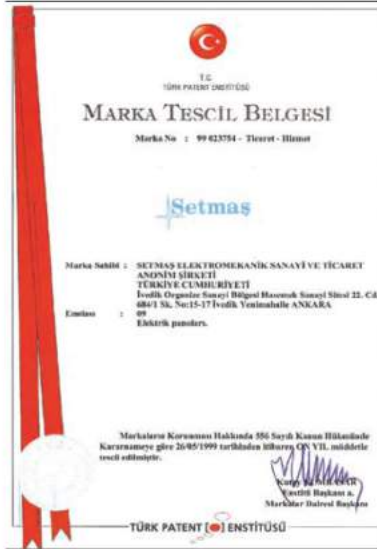 T.C.
TÜRK PATENT ENSTİTÜSÜ
MARKA TESCİL BELGESİ
Marka No : 99 023754 - Ticaret - Hizmet
Setmaş
Marka Sahibi : SETMAŞ ELEKTROMEKANİK SANAYİ VE TİCARET
ANONİM ŞİRKETİ
TÜRKİYE CUMHURİYETİ
İvedik Organize Sanayi Bölgesi Hasemek Sanayi Sitesi 22. Cd.
684/1 Sk. No:15-17 İvedik Yenimahalle ANKARA
Emtiası : 09
Elektrik panoları.
Markaların Korunması Hakkında 556 Sayılı Kanun Hükmünde
Kararnameye göre 26/05/1999 tarihinden itibaren ON YIL müddetle
tescil edilmiştir.
Enstitü Başkanı a.
Markalar Dairesi Başkanı
TÜRK PATENT ENSTİTÜSÜ